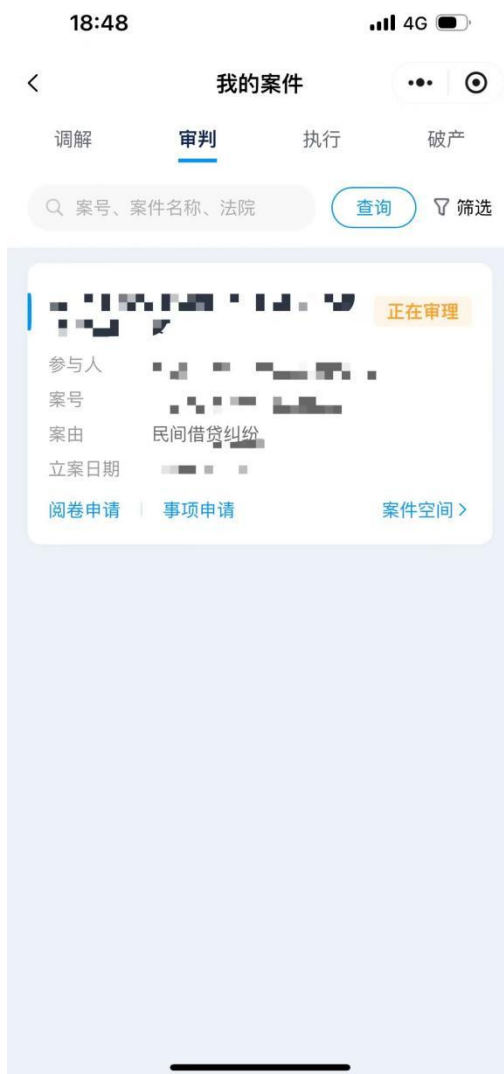 18:48 4G
我的案件
调解 审判 执行 破产
案号、案件名称、法院 查询 筛选
正在审理
参与人
案号
案由 民间借贷纠纷
立案日期
阅卷申请 事项申请 案件空间